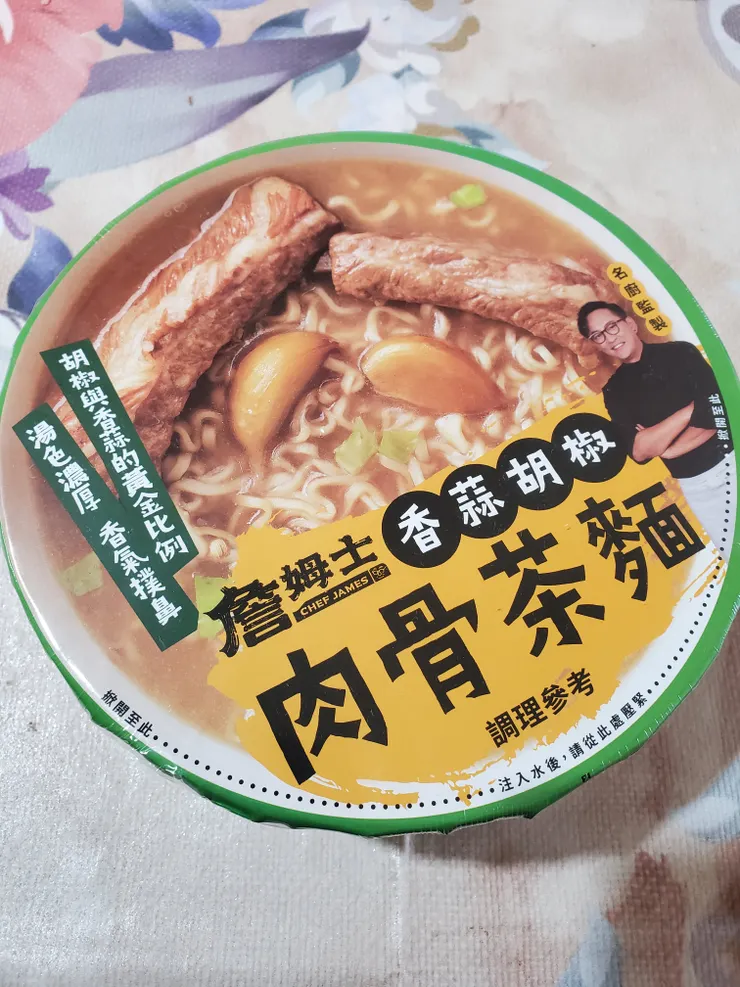 名廚監製
胡椒與香蒜的黃金比例
湯色濃厚 香氣撲鼻
香蒜胡椒
詹姆士
CHEF JAMES
肉骨茶麵
調理參考
掀開至此
掀開至此
注入水後,請從此處壓緊